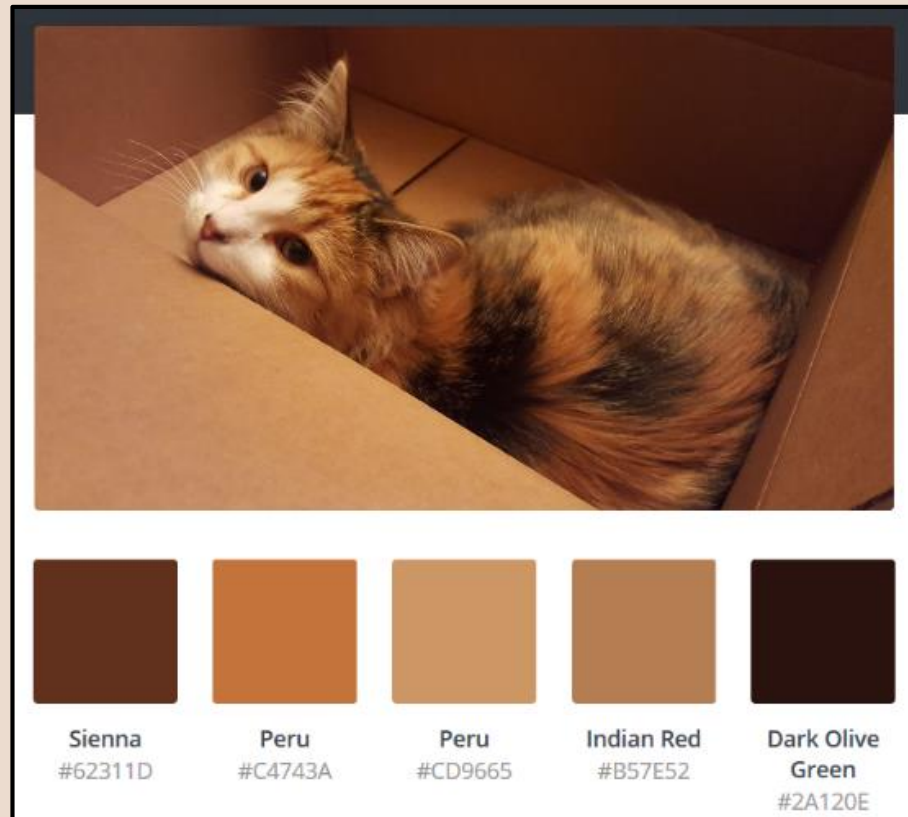 Sienna
#62311D
Peru
#C4743A
Peru
#CD9665
Indian Red
#B57E52
Dark Olive
Green
#2A120E